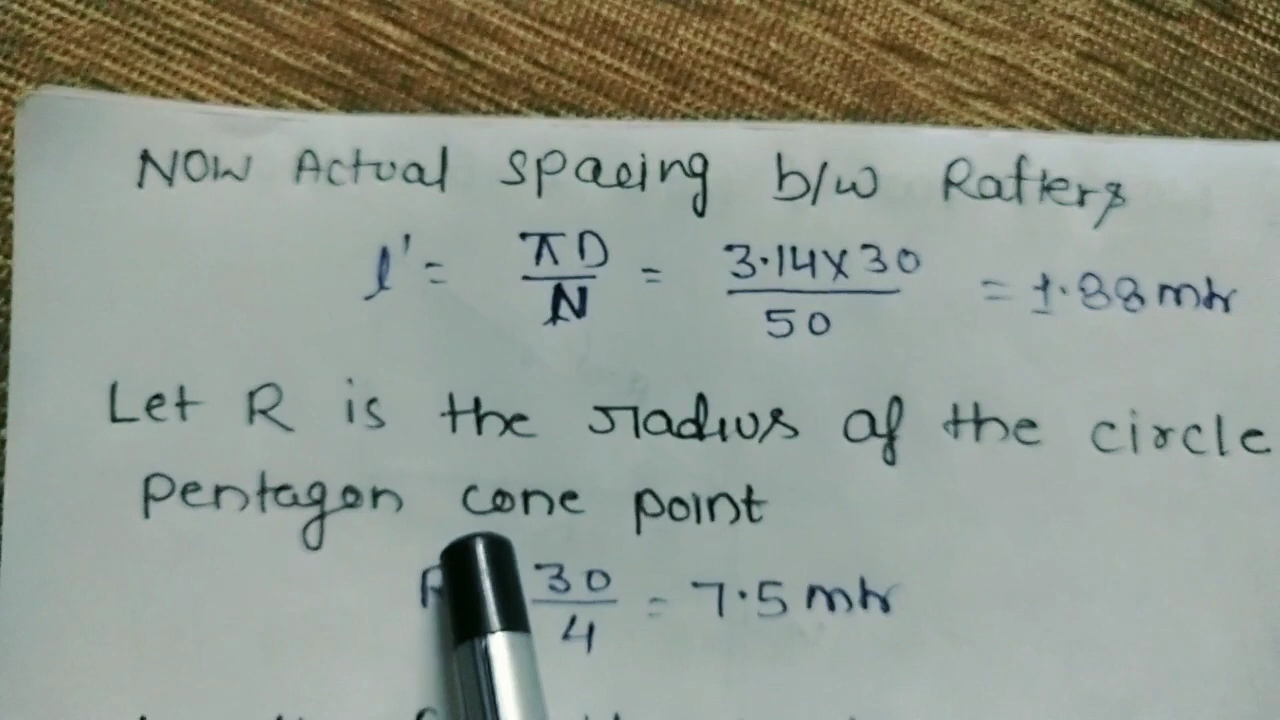 NOW Actual spacing b/w Rafters
l' = πD/N = 3.14x30/50 = 1.88 mtr
Let R is the radius of the circle
pentagon cone point
R 30/4 = 7.5 mtr